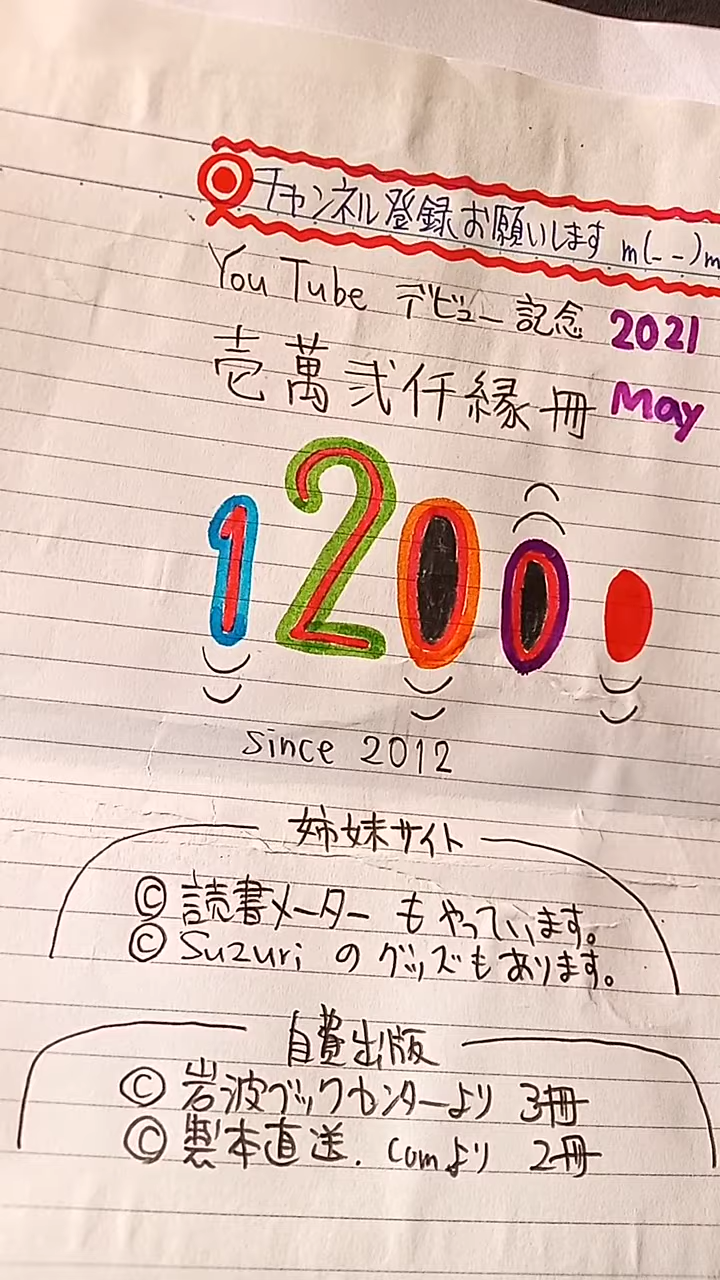 チャンネル登録お願いします m(--)m
YouTube デビュー記念 2021
壱萬弐仟縁冊 May
12000
since 2012
姉妹サイト
© 読書メーター もやっています。
© Suzuri のグッズもあります。
自費出版
© 岩波ブックセンターより 3冊
© 製本直送.comより 2冊